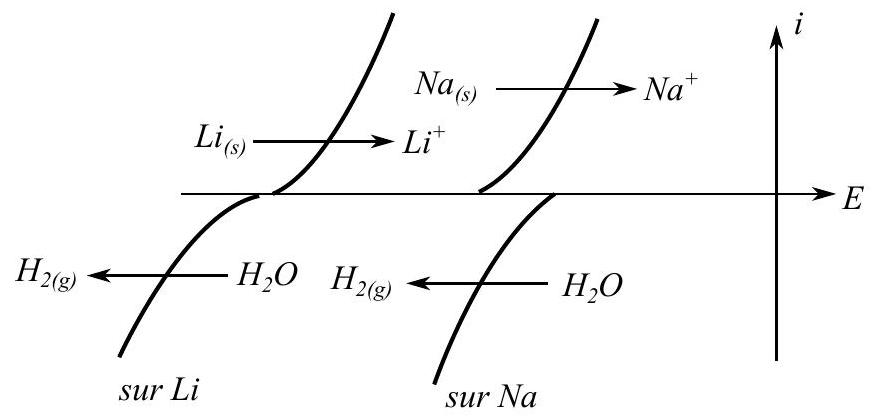 i
Na(s) Na⁺
Li(s) Li⁺
E
H₂(g) H₂O H₂(g) H₂O
sur Li sur Na